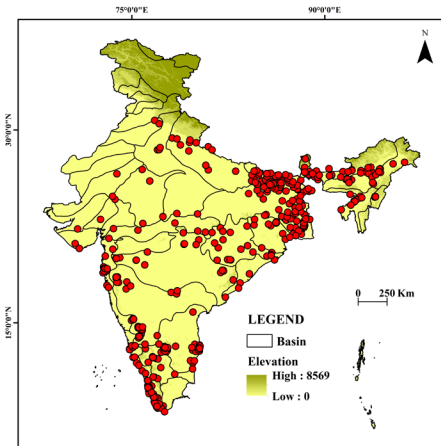 75°0'0"E
90°0'0"E
N
30°0'0"N
15°0'0"N
0 250 Km
LEGEND
Basin
Elevation
High : 8569
Low : 0